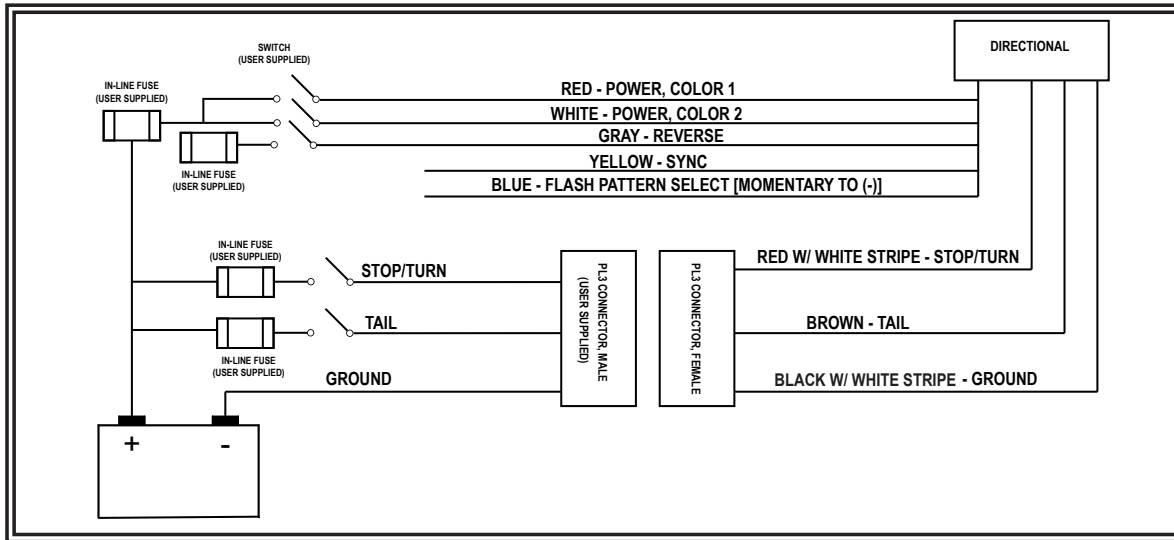 SWITCH
(USER SUPPLIED)
DIRECTIONAL
IN-LINE FUSE
(USER SUPPLIED)
RED - POWER, COLOR 1
WHITE - POWER, COLOR 2
GRAY - REVERSE
IN-LINE FUSE
(USER SUPPLIED)
YELLOW - SYNC
BLUE - FLASH PATTERN SELECT [MOMENTARY TO (-)]
IN-LINE FUSE
(USER SUPPLIED)
STOP/TURN
TAIL
IN-LINE FUSE
(USER SUPPLIED)
GROUND
PL3 CONNECTOR, MALE
(USER SUPPLIED)
PL3 CONNECTOR, FEMALE
RED W/ WHITE STRIPE - STOP/TURN
BROWN - TAIL
BLACK W/ WHITE STRIPE - GROUND
+ -